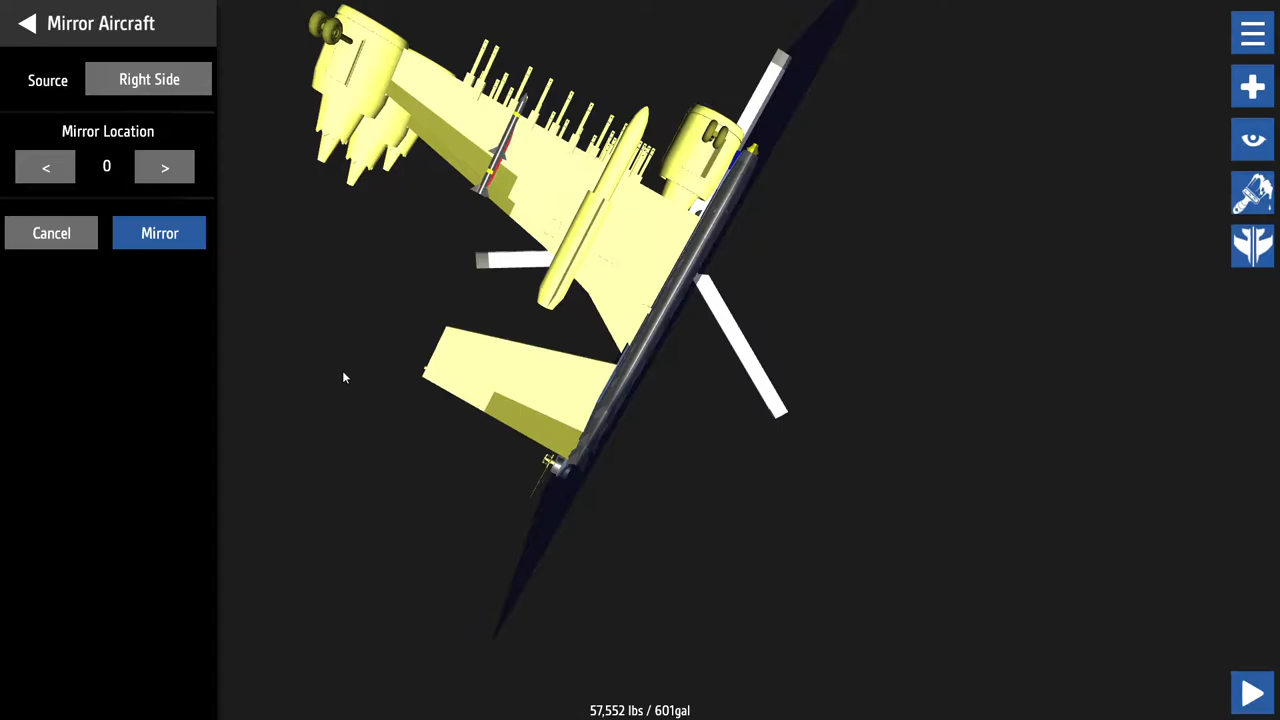 Mirror Aircraft
Source
Right Side
Mirror Location
< 0 >
Cancel
Mirror
57,552 lbs / 601gal